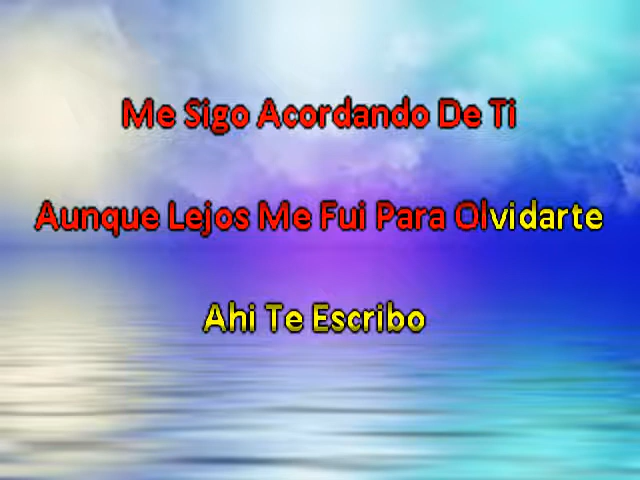 Me Sigo Acordando De Ti
Aunque Lejos Me Fui Para Olvidarte
Ahi Te Escribo